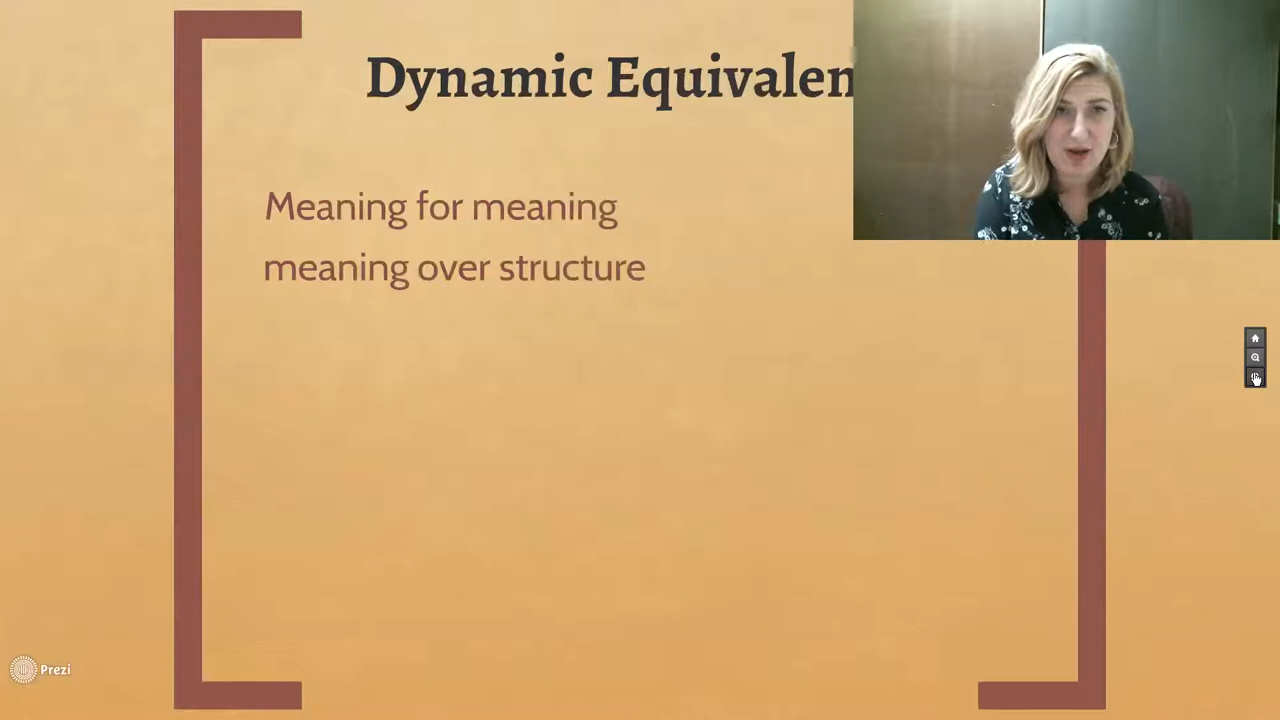 Dynamic Equivalen
Meaning for meaning
meaning over structure
Prezi